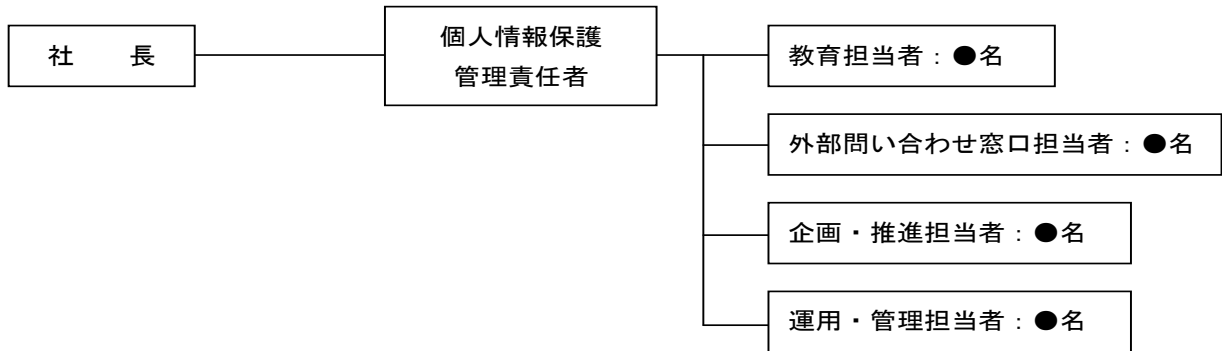 社　　長
個人情報保護
管理責任者
教育担当者：●名
外部問い合わせ窓口担当者：●名
企画・推進担当者：●名
運用・管理担当者：●名